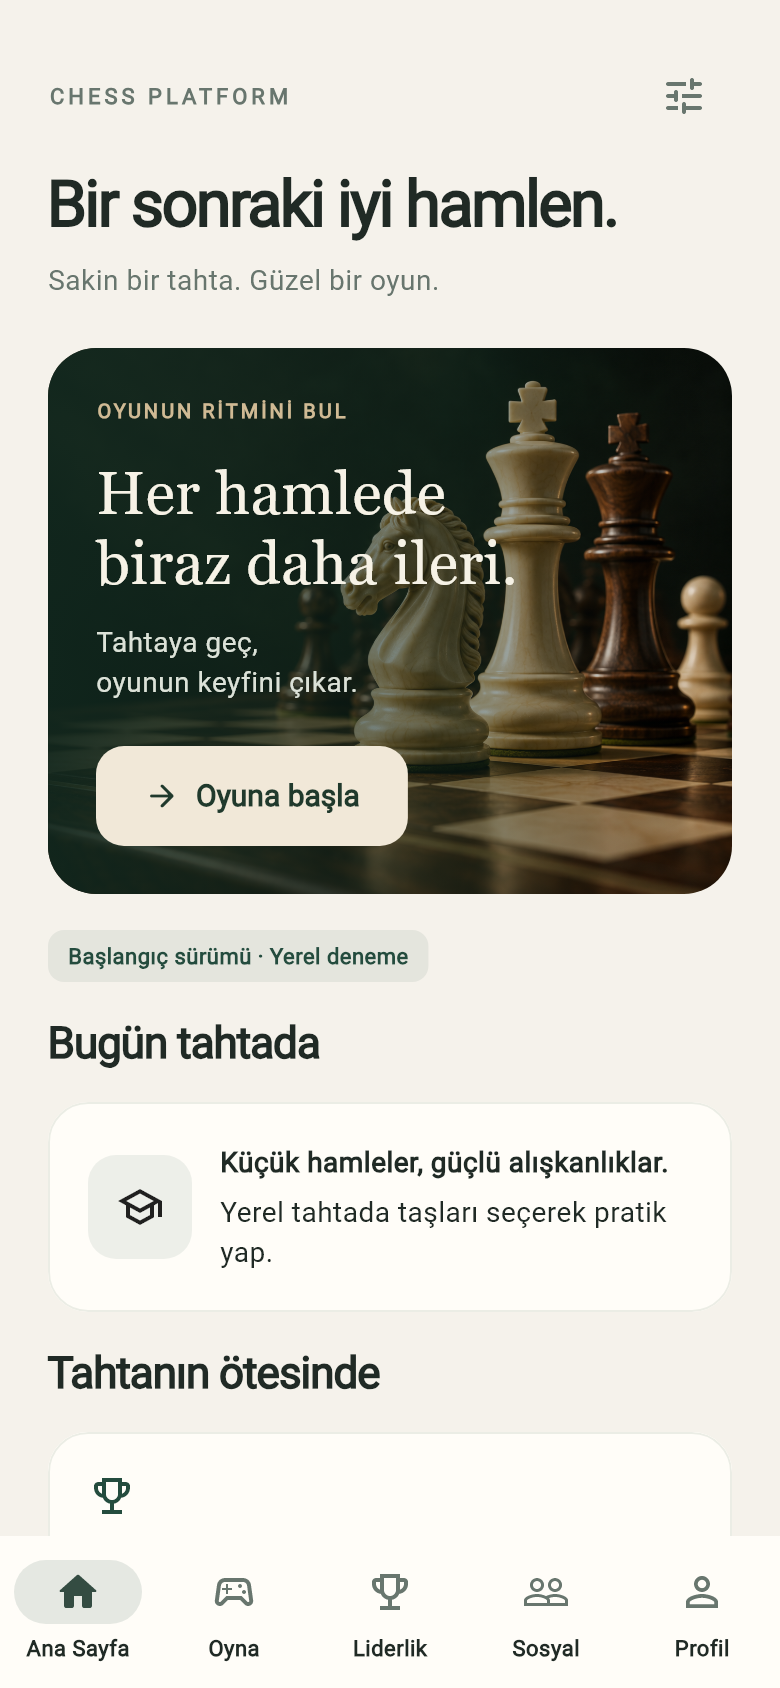 CHESS PLATFORM
Bir sonraki iyi hamlen.
Sakin bir tahta. Güzel bir oyun.
OYUNUN RİTMİNİ BUL
Her hamlede
biraz daha ileri.
Tahtaya geç,
oyunun keyfini çıkar.
Oyuna başla
Başlangıç sürümü · Yerel deneme
Bugün tahtada
Küçük hamleler, güçlü alışkanlıklar.
Yerel tahtada taşları seçerek pratik
yap.
Tahtanın ötesinde
Ana Sayfa
Oyna
Liderlik
Sosyal
Profil